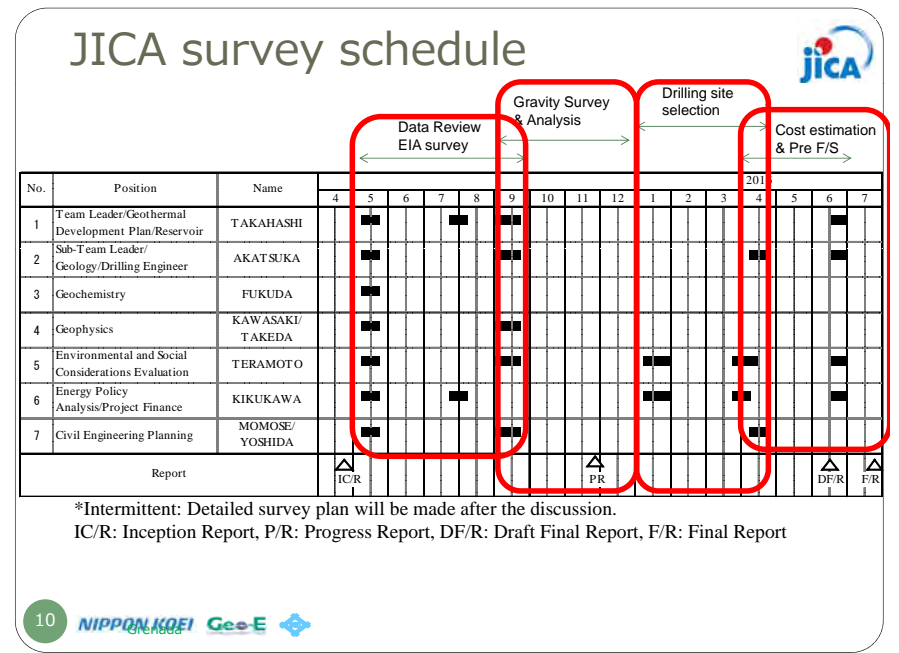 JICA survey schedule
jICA
Gravity Survey
& Analysis
Drilling site
selection
Data Review
EIA survey
Cost estimation
& Pre F/S
No. Position Name
4 5 6 7 8 9 10 11 12 1 2 3 4 5 6 7
1 Team Leader/Geothermal Development Plan/Reservoir TAKAHASHI
2 Sub-Team Leader/ Geology/Drilling Engineer AKATSUKA
3 Geochemistry FUKUDA
4 Geophysics KAWASAKI/ TAKEDA
5 Environmental and Social Considerations Evaluation TERAMOTO
6 Energy Policy Analysis/Project Finance KIKUKAWA
7 Civil Engineering Planning MOMOSE/ YOSHIDA
Report IC/R PR DF/R F/R
*Intermittent: Detailed survey plan will be made after the discussion.
IC/R: Inception Report, P/R: Progress Report, DF/R: Draft Final Report, F/R: Final Report
10 NIPPON KOEI Geo-E
Grenada